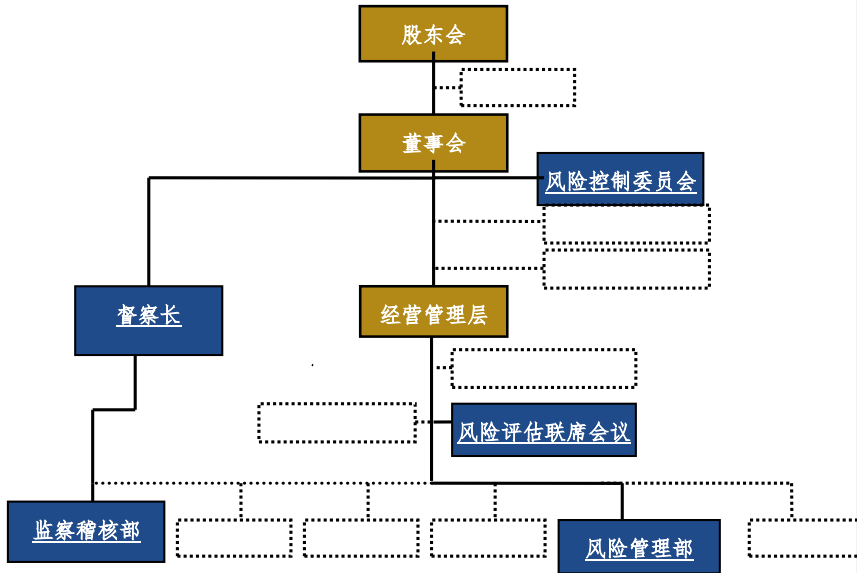 股东会
董事会
风险控制委员会
督察长
经营管理层
风险评估联席会议
监察稽核部
风险管理部